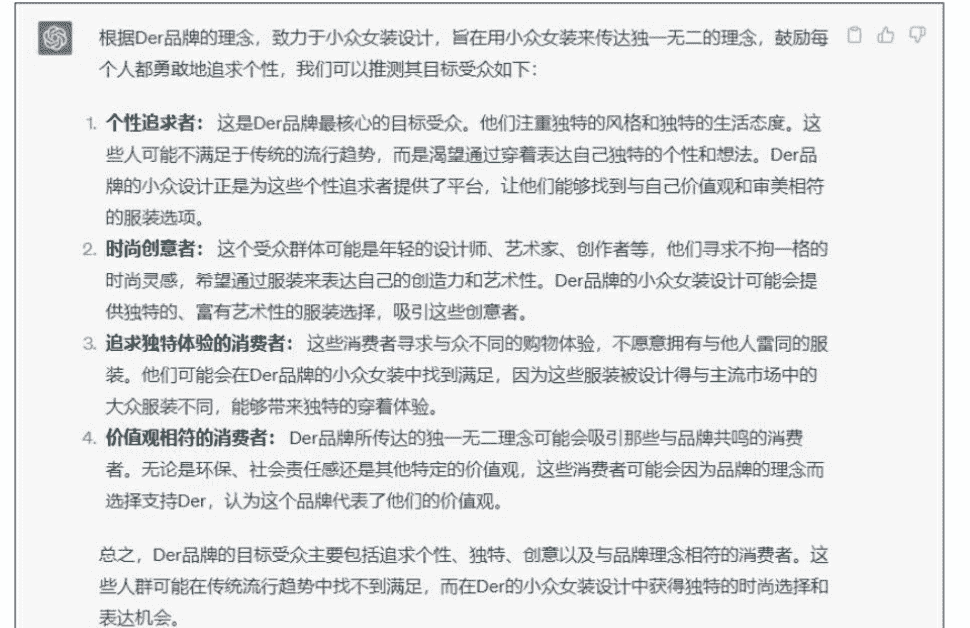 根据Der品牌的理念，致力于小众女装设计，旨在用小众女装来传达独一无二的理念，鼓励每
个人都勇敢地追求个性，我们可以推测其目标受众如下：
1. 个性追求者： 这是Der品牌最核心的目标受众。他们注重独特的风格和独特的生活态度。这
些人可能不满足于传统的流行趋势，而是渴望通过穿着表达自己独特的个性和想法。Der品
牌的小众设计正是为这些个性追求者提供了平台，让他们能够找到与自己价值观和审美相符
的服装选项。
2. 时尚创意者： 这个受众群体可能是年轻的设计师、艺术家、创作者等，他们寻求不拘一格的
时尚灵感，希望通过服装来表达自己的创造力和艺术性。Der品牌的小众女装设计可能会提
供独特的、富有艺术性的服装选择，吸引这些创意者。
3. 追求独特体验的消费者： 这些消费者寻求与众不同的购物体验，不愿意拥有与他人雷同的服
装。他们可能会在Der品牌的小众女装中找到满足，因为这些服装被设计得与主流市场中的
大众服装不同，能够带来独特的穿着体验。
4. 价值观相符的消费者： Der品牌所传达的独一无二理念可能会吸引那些与品牌共鸣的消费
者。无论是环保、社会责任感还是其他特定的价值观，这些消费者可能会因为品牌的理念而
选择支持Der，认为这个品牌代表了他们的价值观。
总之，Der品牌的目标受众主要包括追求个性、独特、创意以及与品牌理念相符的消费者。这
些人群可能在传统流行趋势中找不到满足，而在Der的小众女装设计中获得独特的时尚选择和
表达机会。